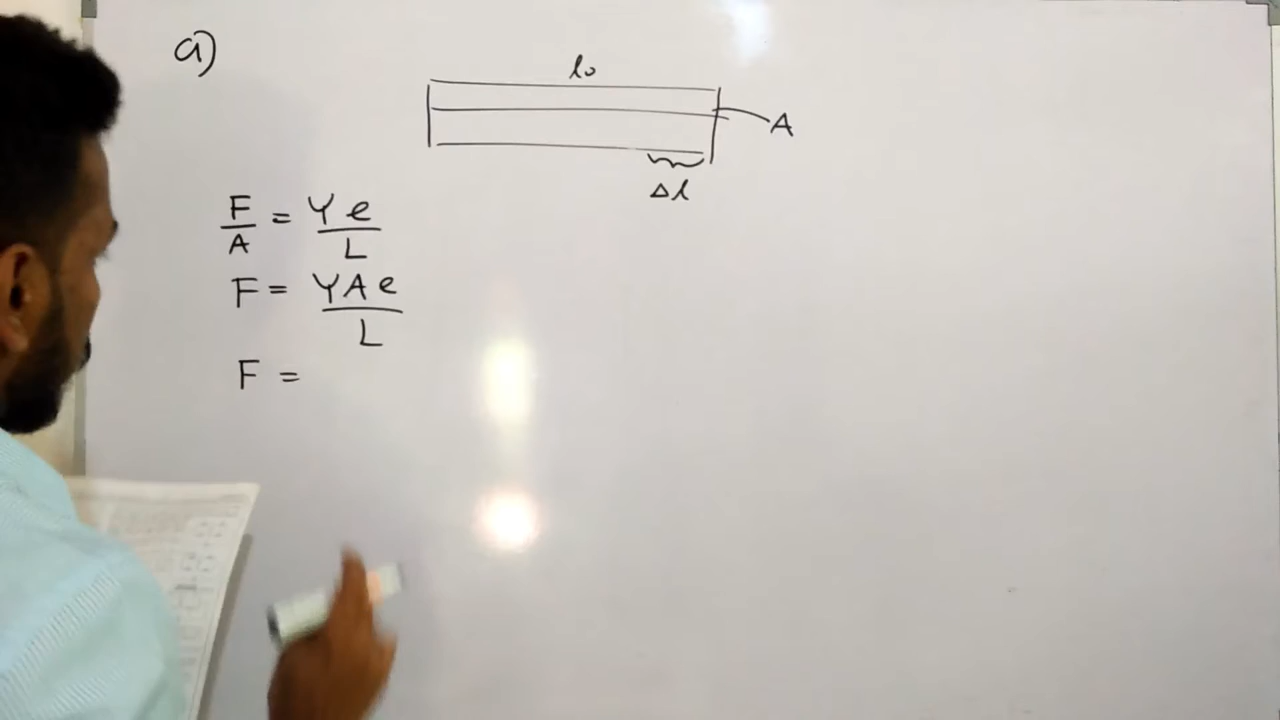 a)
l₀
A
Δl
F/A = Ye/L
F = YAe/L
F =